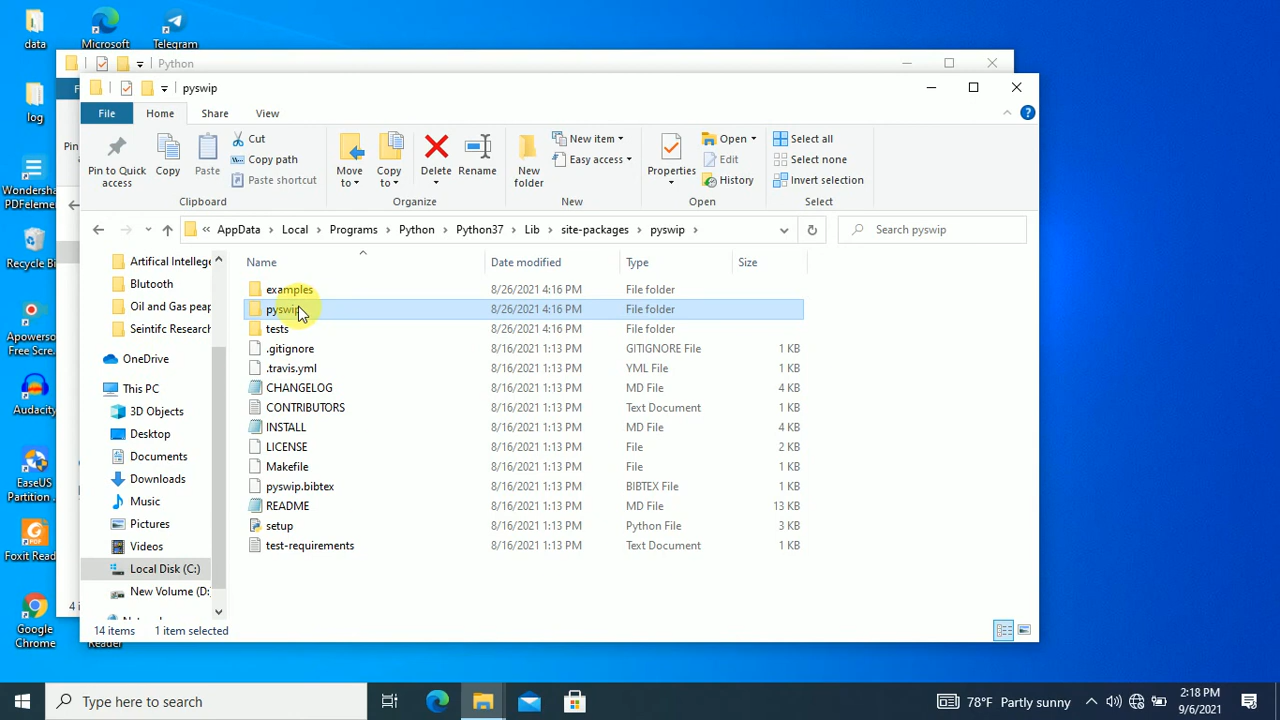 data
Microsoft
Telegram
log
Wondersha
PDFelemen
Recycle Bi
Apowerso
Free Scre
Audacity
EaseUS
Partition
Foxit Read
Google
Chrome
Reader
Python
F
Pin
4 i
pyswip
File
Home
Share
View
Pin to Quick
access
Copy
Paste
Cut
Copy path
Paste shortcut
Clipboard
Move
to
Copy
to
Delete
Rename
Organize
New
folder
New item
Easy access
New
Properties
Open
Edit
History
Open
Select all
Select none
Invert selection
Select
« AppData > Local > Programs > Python > Python37 > Lib > site-packages > pyswip >
Search pyswip
Artifical Intellege
Blutooth
Oil and Gas peap
Seintifc Research
OneDrive
This PC
3D Objects
Desktop
Documents
Downloads
Music
Pictures
Videos
Local Disk (C:)
New Volume (D:
Name Date modified Type Size
examples 8/26/2021 4:16 PM File folder
pyswip 8/26/2021 4:16 PM File folder
tests 8/26/2021 4:16 PM File folder
.gitignore 8/16/2021 1:13 PM GITIGNORE File 1 KB
.travis.yml 8/16/2021 1:13 PM YML File 1 KB
CHANGELOG 8/16/2021 1:13 PM MD File 4 KB
CONTRIBUTORS 8/16/2021 1:13 PM Text Document 1 KB
INSTALL 8/16/2021 1:13 PM MD File 4 KB
LICENSE 8/16/2021 1:13 PM File 2 KB
Makefile 8/16/2021 1:13 PM File 1 KB
pyswip.bibtex 8/16/2021 1:13 PM BIBTEX File 1 KB
README 8/16/2021 1:13 PM MD File 13 KB
setup 8/16/2021 1:13 PM Python File 3 KB
test-requirements 8/16/2021 1:13 PM Text Document 1 KB
14 items 1 item selected
Type here to search
78°F Partly sunny
2:18 PM
9/6/2021